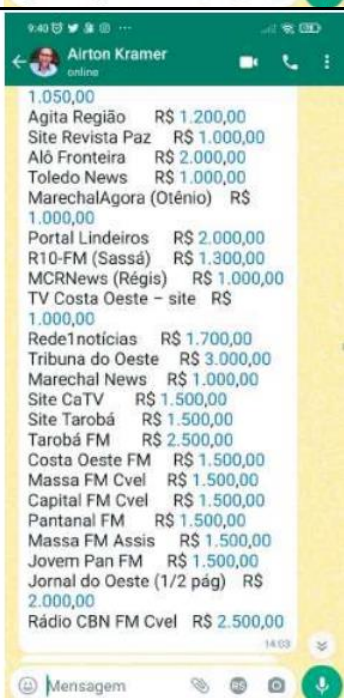 9:40
Airton Kramer
online
1.050,00
Agita Região R$ 1.200,00
Site Revista Paz R$ 1.000,00
Alô Fronteira R$ 2.000,00
Toledo News R$ 1.000,00
MarechalAgora (Otênio) R$
1.000,00
Portal Lindeiros R$ 2.000,00
R10-FM (Sassá) R$ 1.300,00
MCRNews (Régis) R$ 1.000,00
TV Costa Oeste – site R$
1.000,00
Rede1notícias R$ 1.700,00
Tribuna do Oeste R$ 3.000,00
Marechal News R$ 1.000,00
Site CaTV R$ 1.500,00
Site Tarobá R$ 1.500,00
Tarobá FM R$ 2.500,00
Costa Oeste FM R$ 1.500,00
Massa FM Cvel R$ 1.500,00
Capital FM Cvel R$ 1.500,00
Pantanal FM R$ 1.500,00
Massa FM Assis R$ 1.500,00
Jovem Pan FM R$ 1.500,00
Jornal do Oeste (1/2 pág) R$
2.000,00
Rádio CBN FM Cvel R$ 2.500,00
14:03
Mensagem